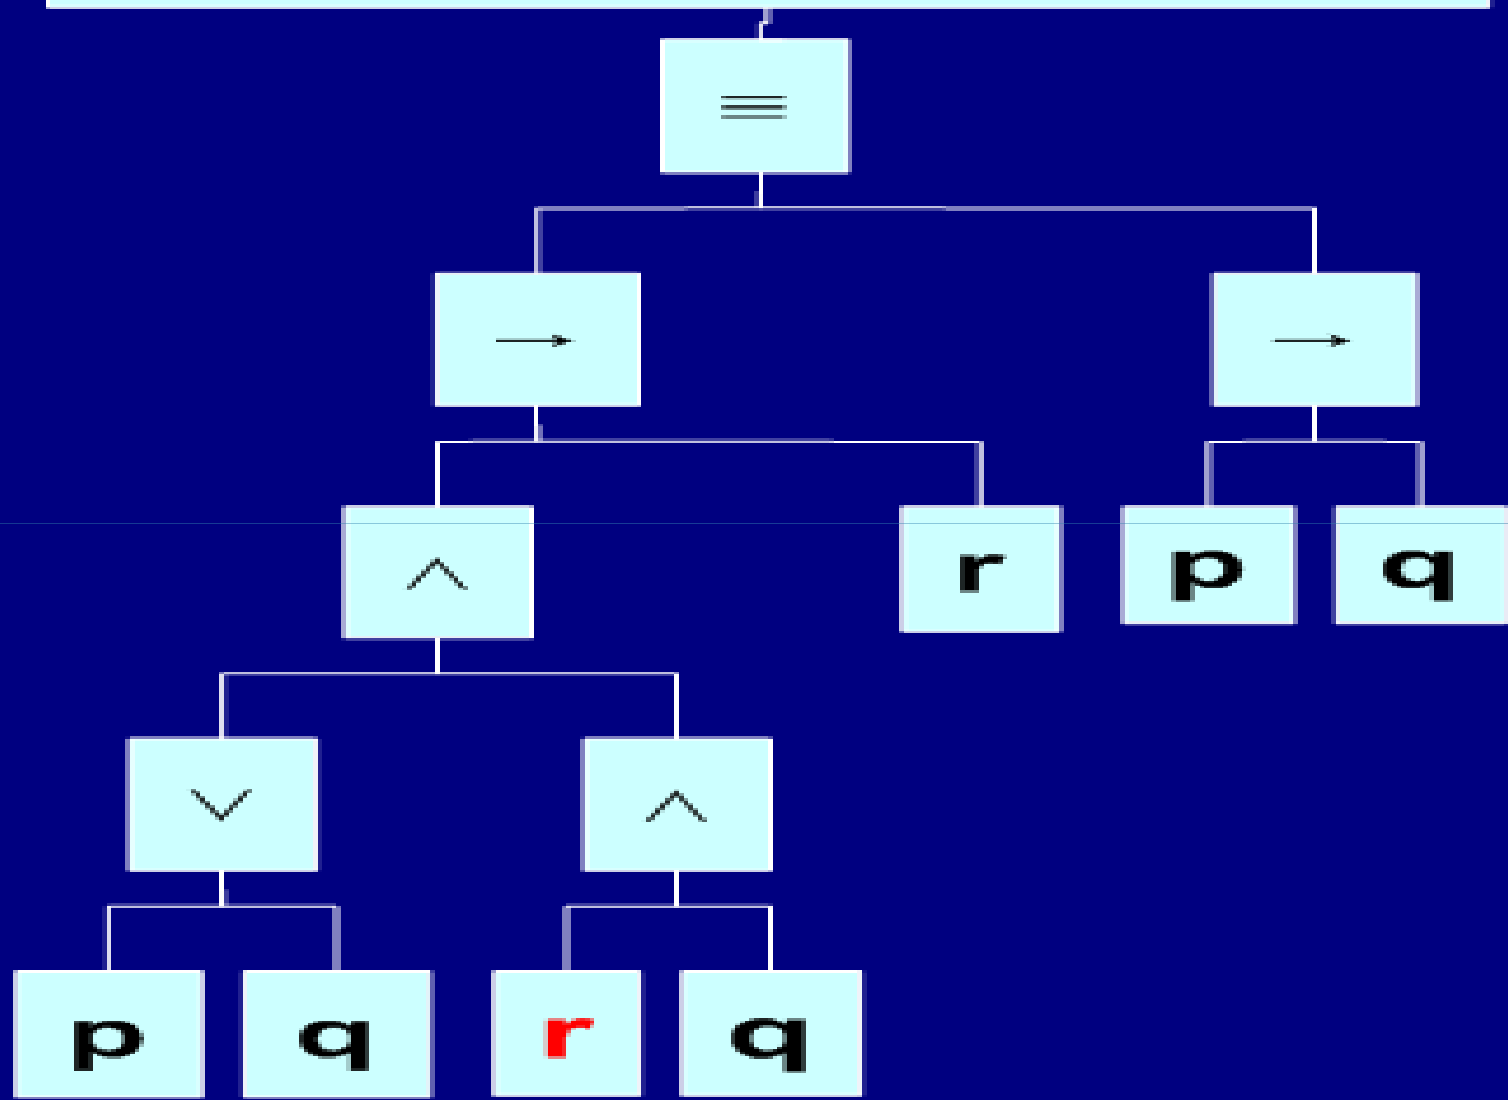 ≡
→ →
∧ r p q
∨ ∧
p q r q